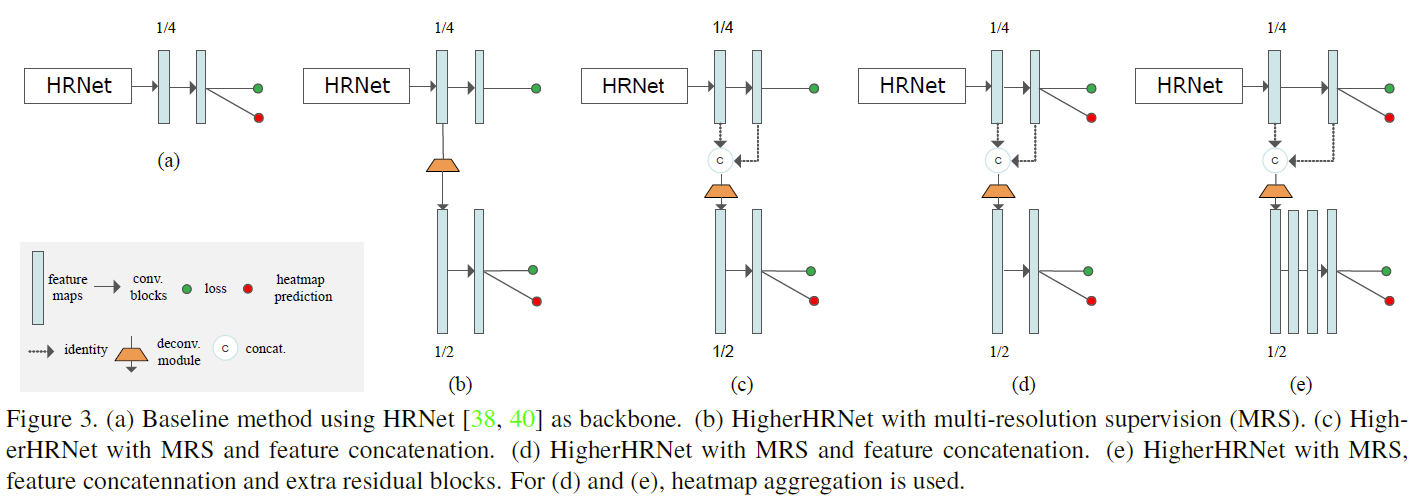 1/4
1/4
1/4
1/4
1/4
HRNet
HRNet
HRNet
HRNet
HRNet
(a)
C
C
C
feature
maps
conv.
blocks
loss
heatmap
prediction
identity
deconv.
module
C
concat.
1/2
1/2
1/2
1/2
(b)
(c)
(d)
(e)
Figure 3. (a) Baseline method using HRNet [38, 40] as backbone. (b) HigherHRNet with multi-resolution supervision (MRS). (c) High-
erHRNet with MRS and feature concatenation. (d) HigherHRNet with MRS and feature concatenation. (e) HigherHRNet with MRS,
feature concatennation and extra residual blocks. For (d) and (e), heatmap aggregation is used.